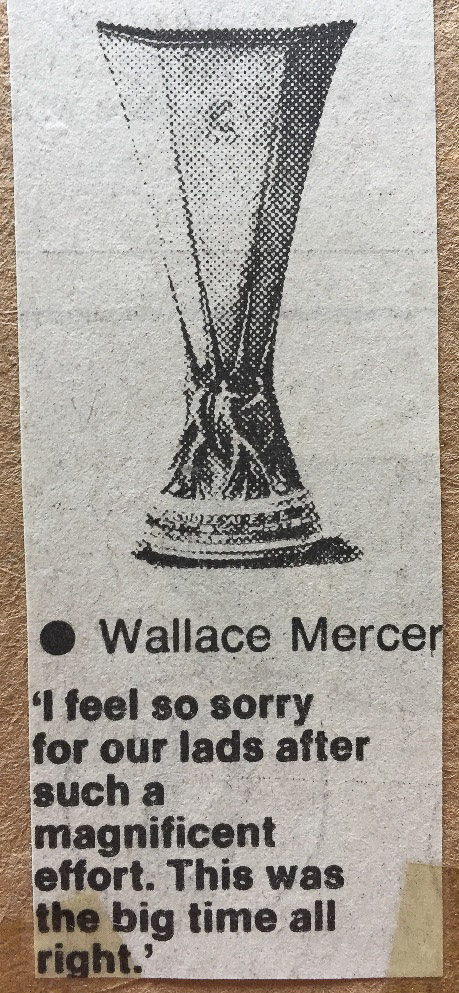 ● Wallace Mercer
‘I feel so sorry
for our lads after
such a
magnificent
effort. This was
the big time all
right.’